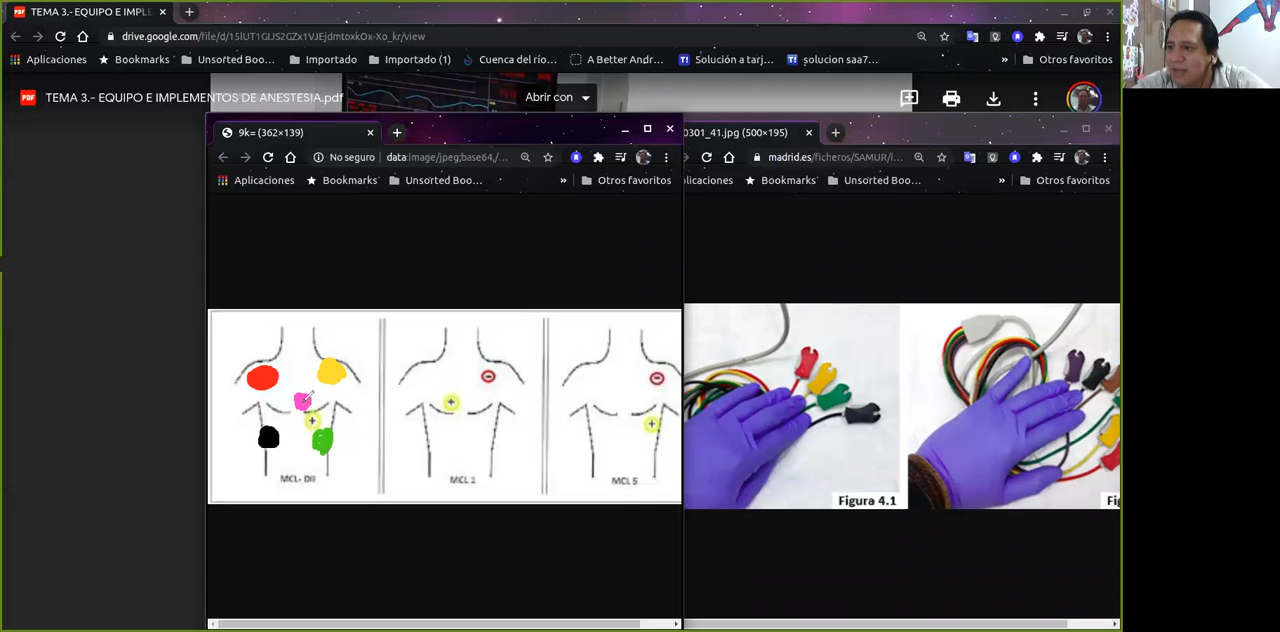 TEMA 3.- EQUIPO E IMPLE
drive.google.com/file/d/15lUT1GIJS2GZx1VJEjdmtoxkOx-Xo_kr/view
Aplicaciones Bookmarks Unsorted Boo... Importado Importado (1) Cuenca del río... A Better Andr... Solución a tarj... solucion saa7... » Otros favoritos
PDF TEMA 3.- EQUIPO E IMPLEMENTOS DE ANESTESIA.pdf Abrir con
9k= (362×139) 0301_41.jpg (500×195)
No seguro data:image/jpeg;base64,/... madrid.es/ficheros/SAMUR/i...
Aplicaciones Bookmarks Unsorted Boo... » Otros favoritos plicaciones Bookmarks Unsorted Boo... » Otros favoritos
MCL- DII MCL 1 MCL 5
Figura 4.1 Fi